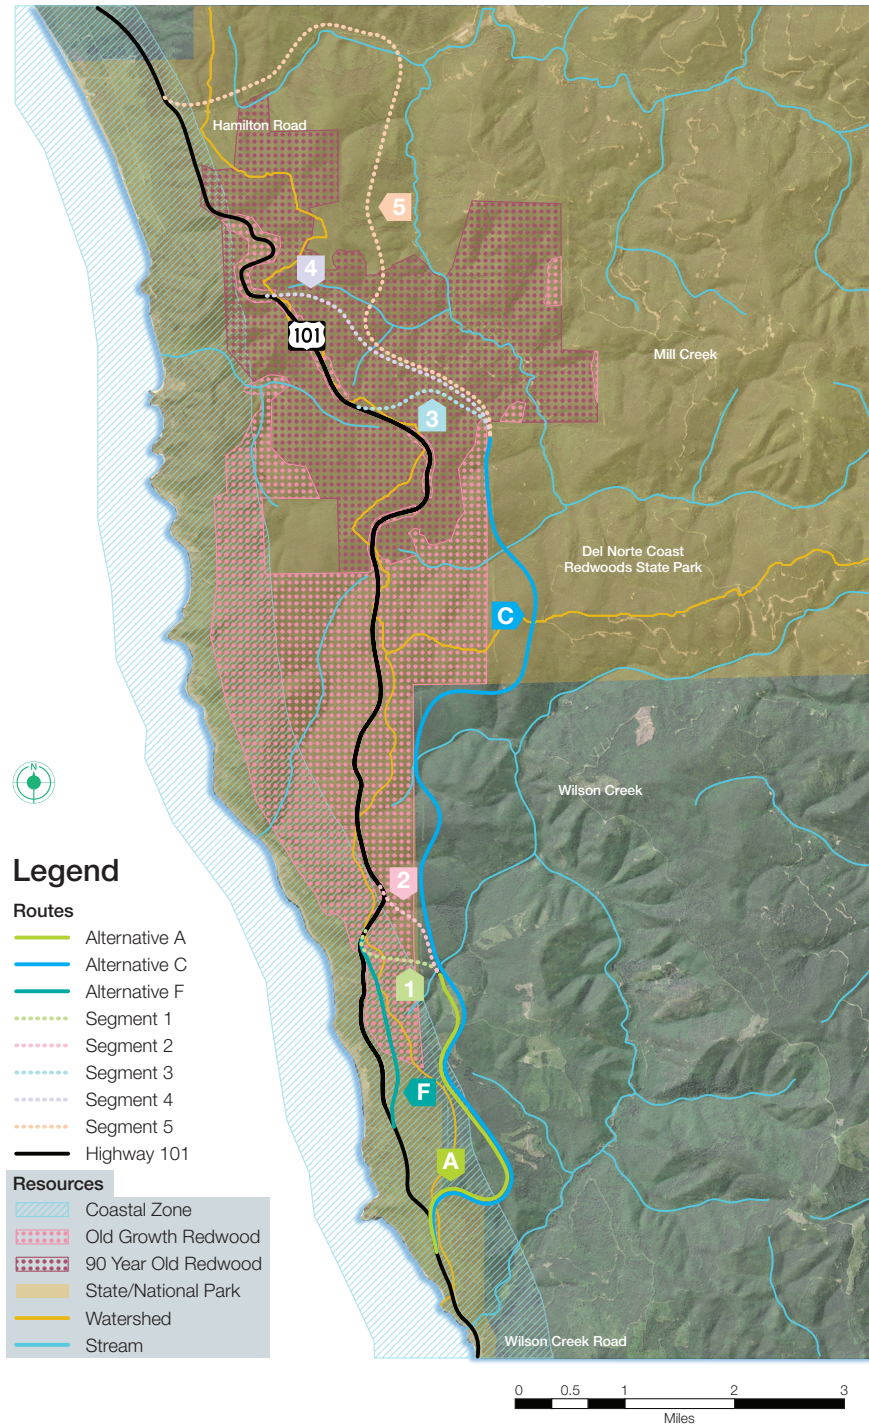 Hamilton Road
5
4
101
Mill Creek
3
Del Norte Coast
Redwoods State Park
C
N
Wilson Creek
2
1
F
A
Wilson Creek Road
Legend
Routes
Alternative A
Alternative C
Alternative F
Segment 1
Segment 2
Segment 3
Segment 4
Segment 5
Highway 101
Resources
Coastal Zone
Old Growth Redwood
90 Year Old Redwood
State/National Park
Watershed
Stream
0 0.5 1 2 3
Miles